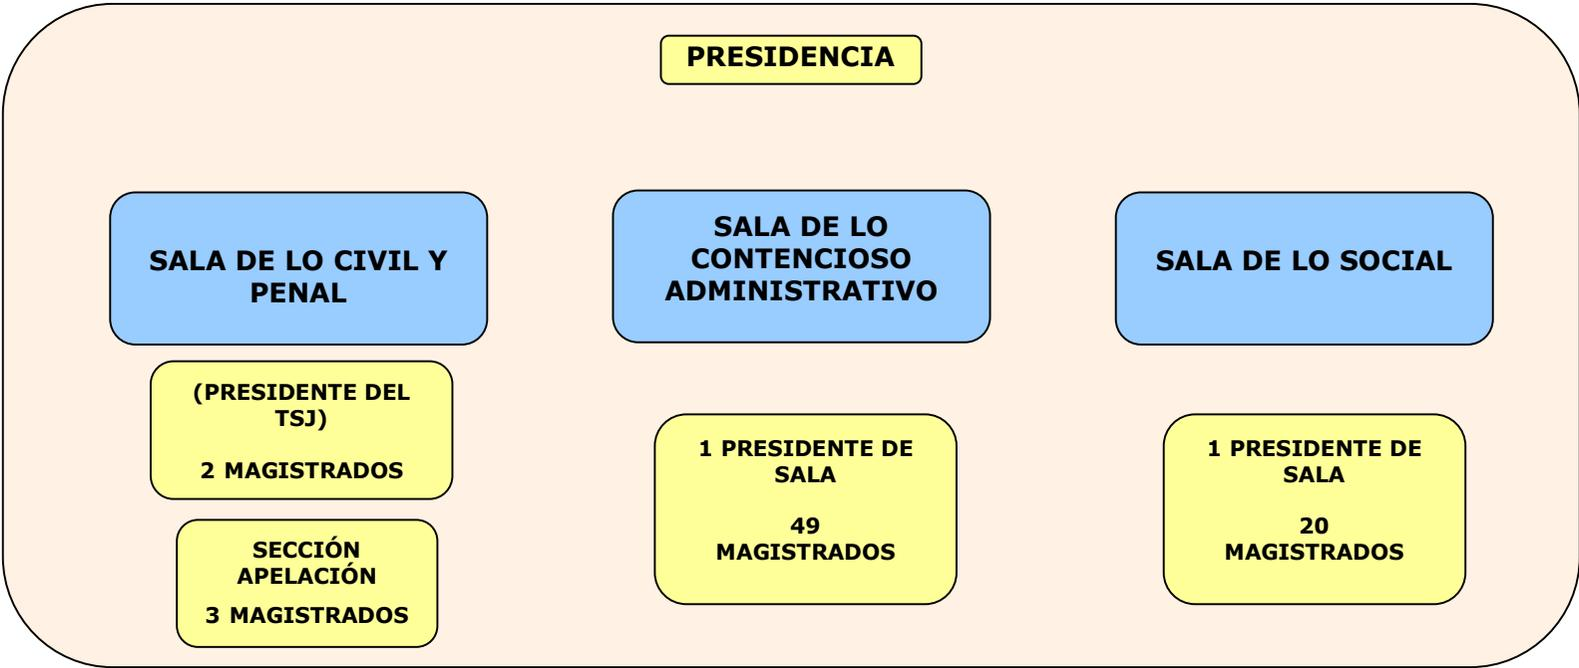 PRESIDENCIA
SALA DE LO CIVIL Y
PENAL
SALA DE LO
CONTENCIOSO
ADMINISTRATIVO
SALA DE LO SOCIAL
(PRESIDENTE DEL
TSJ)
2 MAGISTRADOS
SECCIÓN
APELACIÓN
3 MAGISTRADOS
1 PRESIDENTE DE
SALA
49
MAGISTRADOS
1 PRESIDENTE DE
SALA
20
MAGISTRADOS